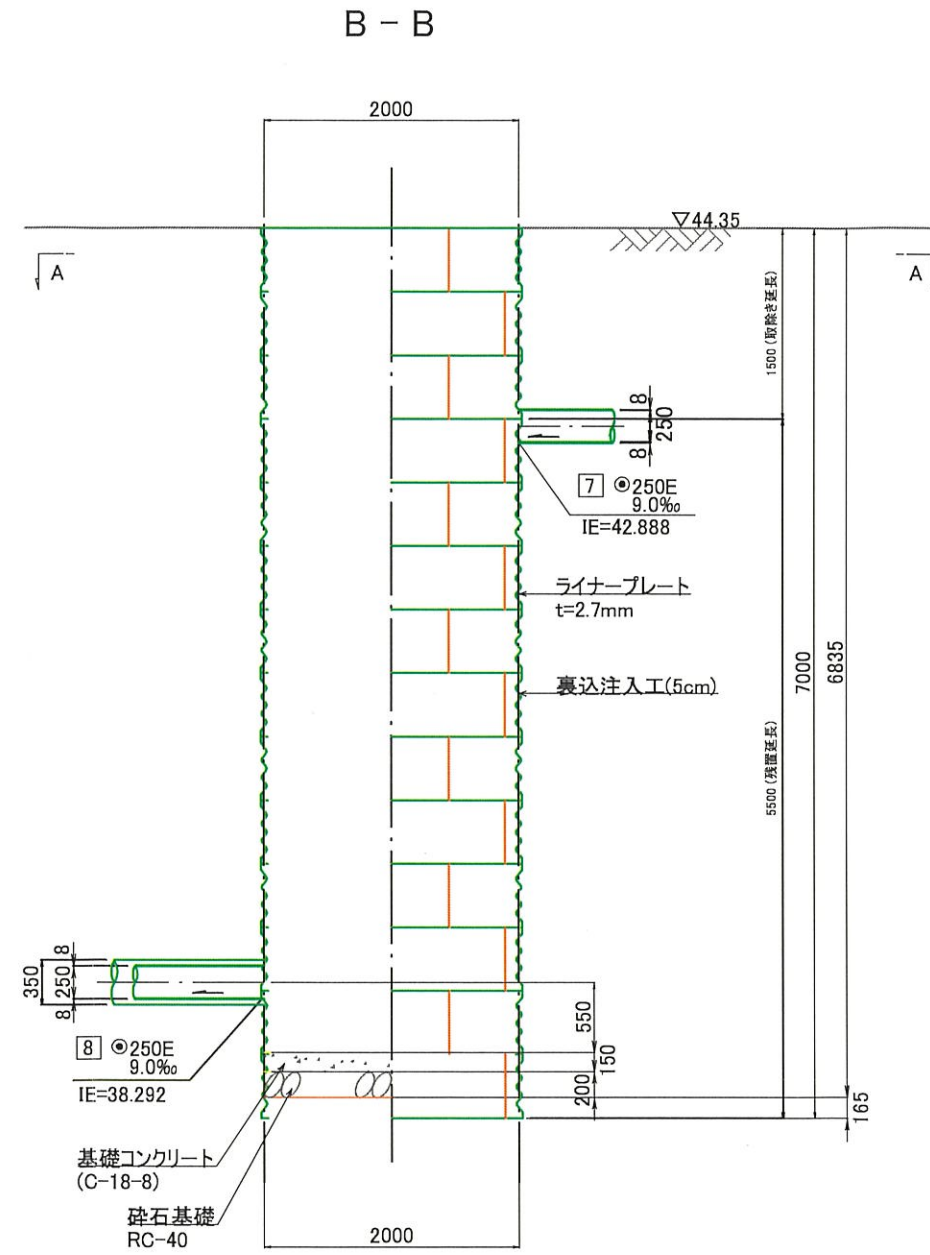 B - B
2000
▽44.35
A
A
1500(取除き延長)
8
250
8
7 ◉250E
9.0‰
IE=42.888
ライナープレート
t=2.7mm
7000
6835
裏込注入工(5cm)
5500(残置延長)
350
8
250
8
550
150
200
165
8 ◉250E
9.0‰
IE=38.292
基礎コンクリート
(C-18-8)
砕石基礎
RC-40
2000